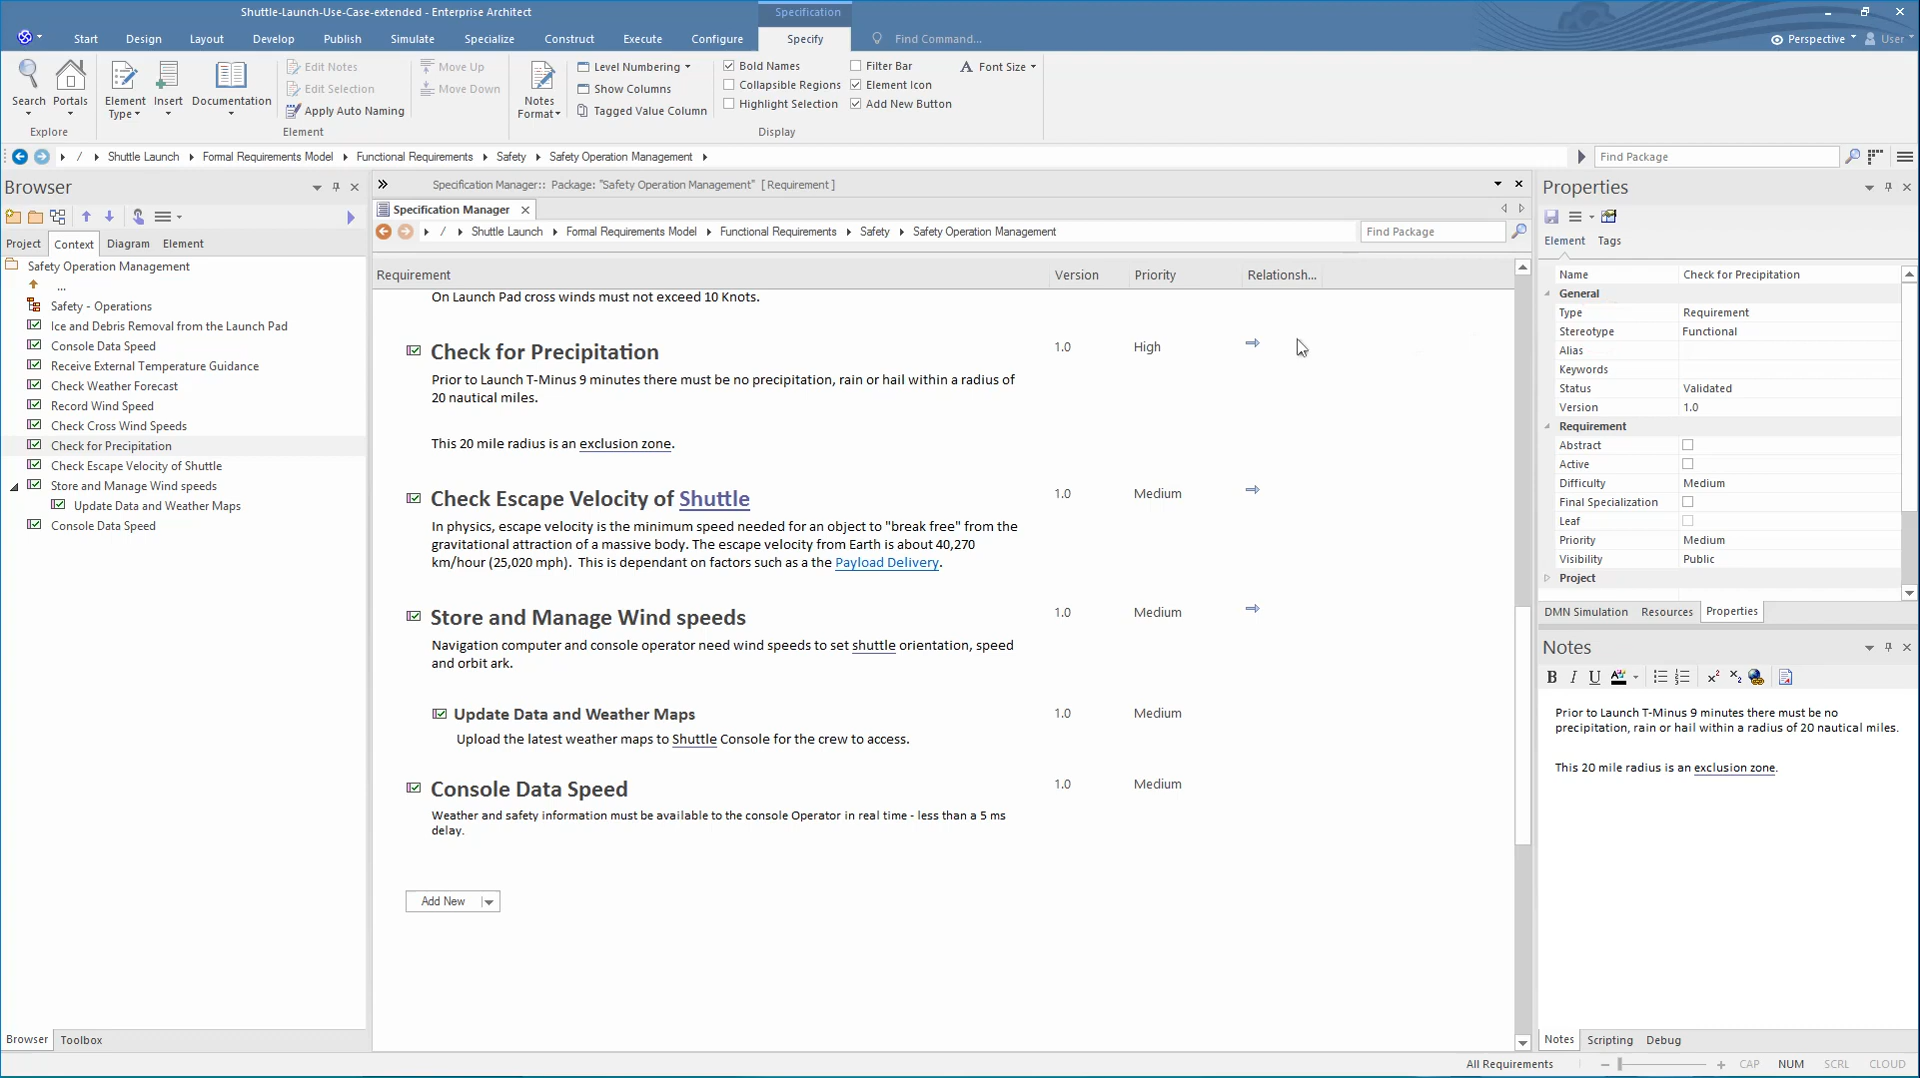 Shuttle-Launch-Use-Case-extended - Enterprise Architect
Specification
Start
Design
Layout
Develop
Publish
Simulate
Specialize
Construct
Execute
Configure
Specify
Find Command...
Perspective
User
Search
Portals
Explore
Element Type
Insert
Documentation
Edit Notes
Edit Selection
Apply Auto Naming
Move Up
Move Down
Element
Notes Format
Level Numbering
Show Columns
Tagged Value Column
Bold Names
Collapsible Regions
Highlight Selection
Filter Bar
Element Icon
Add New Button
Font Size
Display
/ Shuttle Launch Formal Requirements Model Functional Requirements Safety Safety Operation Management
Find Package
Browser
Project
Context
Diagram
Element
Safety Operation Management
...
Safety - Operations
Ice and Debris Removal from the Launch Pad
Console Data Speed
Receive External Temperature Guidance
Check Weather Forecast
Record Wind Speed
Check Cross Wind Speeds
Check for Precipitation
Check Escape Velocity of Shuttle
Store and Manage Wind speeds
Update Data and Weather Maps
Console Data Speed
Browser
Toolbox
Specification Manager:: Package: "Safety Operation Management" [ Requirement ]
Specification Manager
/ Shuttle Launch Formal Requirements Model Functional Requirements Safety Safety Operation Management
Find Package
Requirement Version Priority Relationsh...
On Launch Pad cross winds must not exceed 10 Knots.
Check for Precipitation 1.0 High
Prior to Launch T-Minus 9 minutes there must be no precipitation, rain or hail within a radius of
20 nautical miles.
This 20 mile radius is an exclusion zone.
Check Escape Velocity of Shuttle 1.0 Medium
In physics, escape velocity is the minimum speed needed for an object to "break free" from the
gravitational attraction of a massive body. The escape velocity from Earth is about 40,270
km/hour (25,020 mph). This is dependant on factors such as a the Payload Delivery.
Store and Manage Wind speeds 1.0 Medium
Navigation computer and console operator need wind speeds to set shuttle orientation, speed
and orbit ark.
Update Data and Weather Maps 1.0 Medium
Upload the latest weather maps to Shuttle Console for the crew to access.
Console Data Speed 1.0 Medium
Weather and safety information must be available to the console Operator in real time - less than a 5 ms
delay.
Add New
Properties
Element
Tags
Name Check for Precipitation
General
Type Requirement
Stereotype Functional
Alias
Keywords
Status Validated
Version 1.0
Requirement
Abstract
Active
Difficulty Medium
Final Specialization
Leaf
Priority Medium
Visibility Public
Project
DMN Simulation
Resources
Properties
Notes
B I U A x² x₂
Prior to Launch T-Minus 9 minutes there must be no
precipitation, rain or hail within a radius of 20 nautical miles.
This 20 mile radius is an exclusion zone.
Notes
Scripting
Debug
All Requirements
CAP
NUM
SCRL
CLOUD